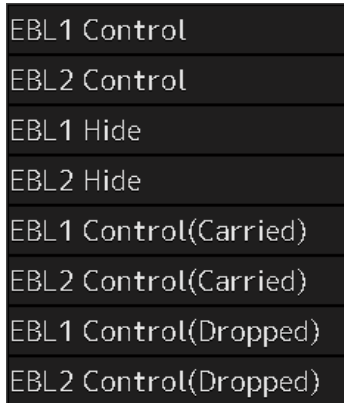 EBL1 Control
EBL2 Control
EBL1 Hide
EBL2 Hide
EBL1 Control(Carried)
EBL2 Control(Carried)
EBL1 Control(Dropped)
EBL2 Control(Dropped)